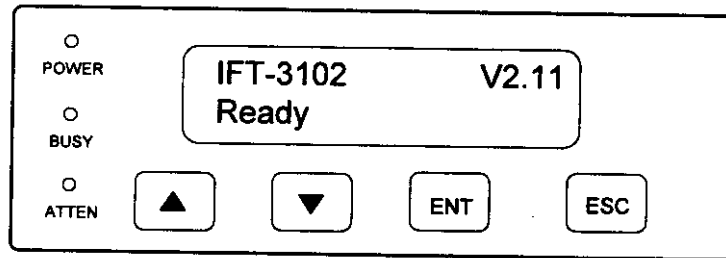 POWER
IFT-3102 V2.11
Ready
BUSY
ATTEN
▲ ▼ ENT ESC